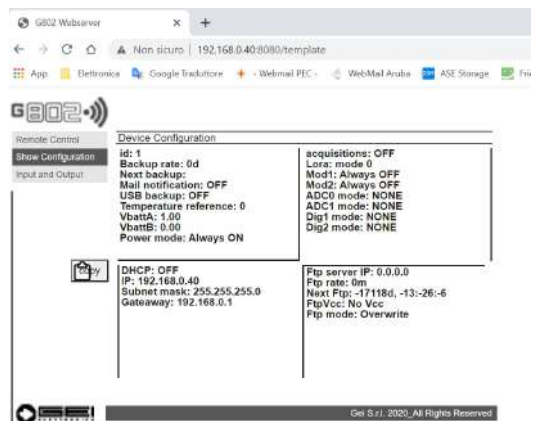 G802 Webserver
Non sicuro | 192.168.0.40:8080/template
App
Elettronica
Google Traduttore
- Webmail PEC -
WebMail Aruba
ASE Storage
G802
Remote Control
Show Configuration
Input and Output
Device Configuration
id: 1
Backup rate: 0d
Next backup:
Mail notification: OFF
USB backup: OFF
Temperature reference: 0
VbattA: 1.00
VbattB: 0.00
Power mode: Always ON
acquisitions: OFF
Lora: mode 0
Mod1: Always OFF
Mod2: Always OFF
ADC0 mode: NONE
ADC1 mode: NONE
Dig1 mode: NONE
Dig2 mode: NONE
copy
DHCP: OFF
IP: 192.168.0.40
Subnet mask: 255.255.255.0
Gateaway: 192.168.0.1
Ftp server IP: 0.0.0.0
Ftp rate: 0m
Next Ftp: -17118d, -13:-26:-6
FtpVcc: No Vcc
Ftp mode: Overwrite
GEI
Gei S.r.l. 2020_All Rights Reserved